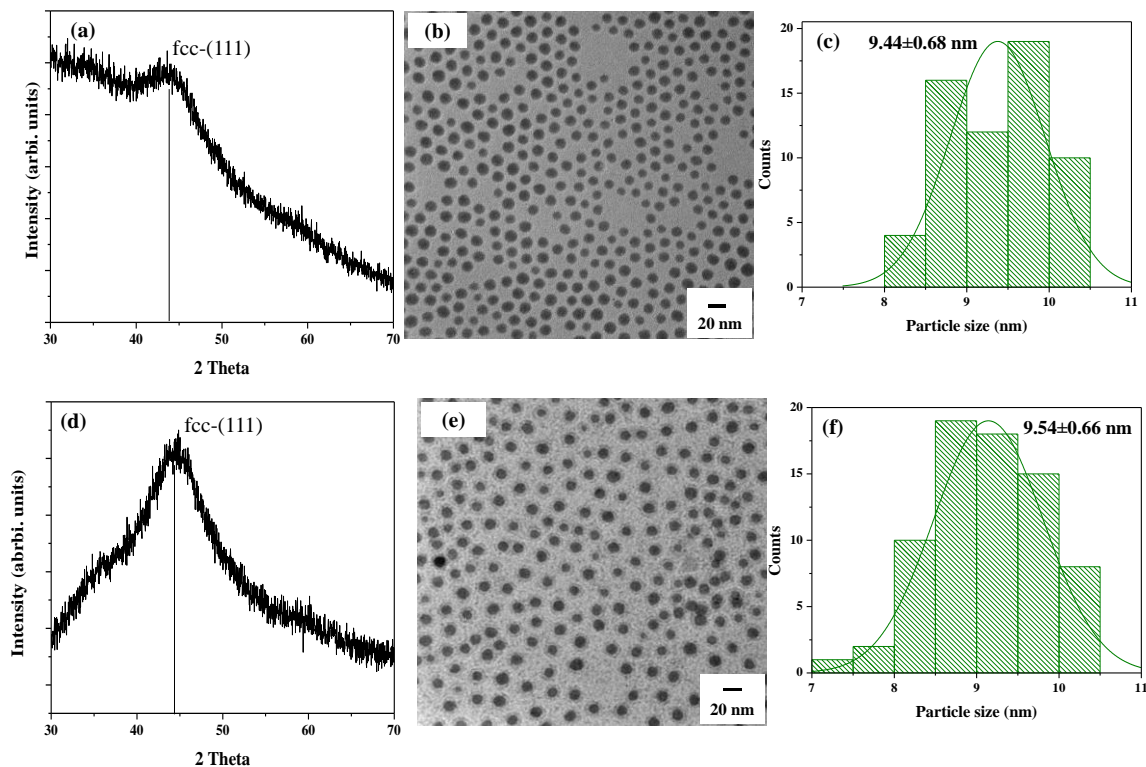 (a)
fcc-(111)
Intensity (arbi. units)
30 40 50 60 70
2 Theta
(b)
20 nm
(c)
9.44±0.68 nm
20
15
10
5
0
Counts
7 8 9 10 11
Particle size (nm)
(d)
fcc-(111)
Intensity (abrbi. units)
30 40 50 60 70
2 Theta
(e)
20 nm
(f)
9.54±0.66 nm
20
15
10
5
0
Counts
7 8 9 10 11
Particle size (nm)